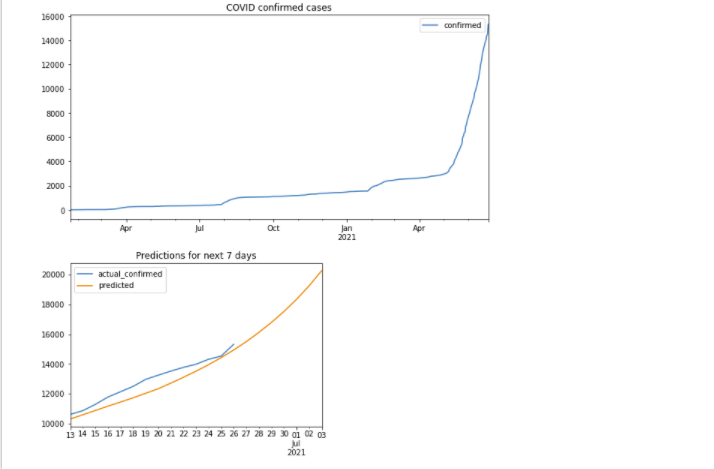 COVID confirmed cases
16000
14000
12000
10000
8000
6000
4000
2000
0
confirmed
Apr Jul Oct Jan Apr
2021
Predictions for next 7 days
20000
18000
16000
14000
12000
10000
actual_confirmed
predicted
13 14 15 16 17 18 19 20 21 22 23 24 25 26 27 28 29 30 01 02 03
Jul
2021